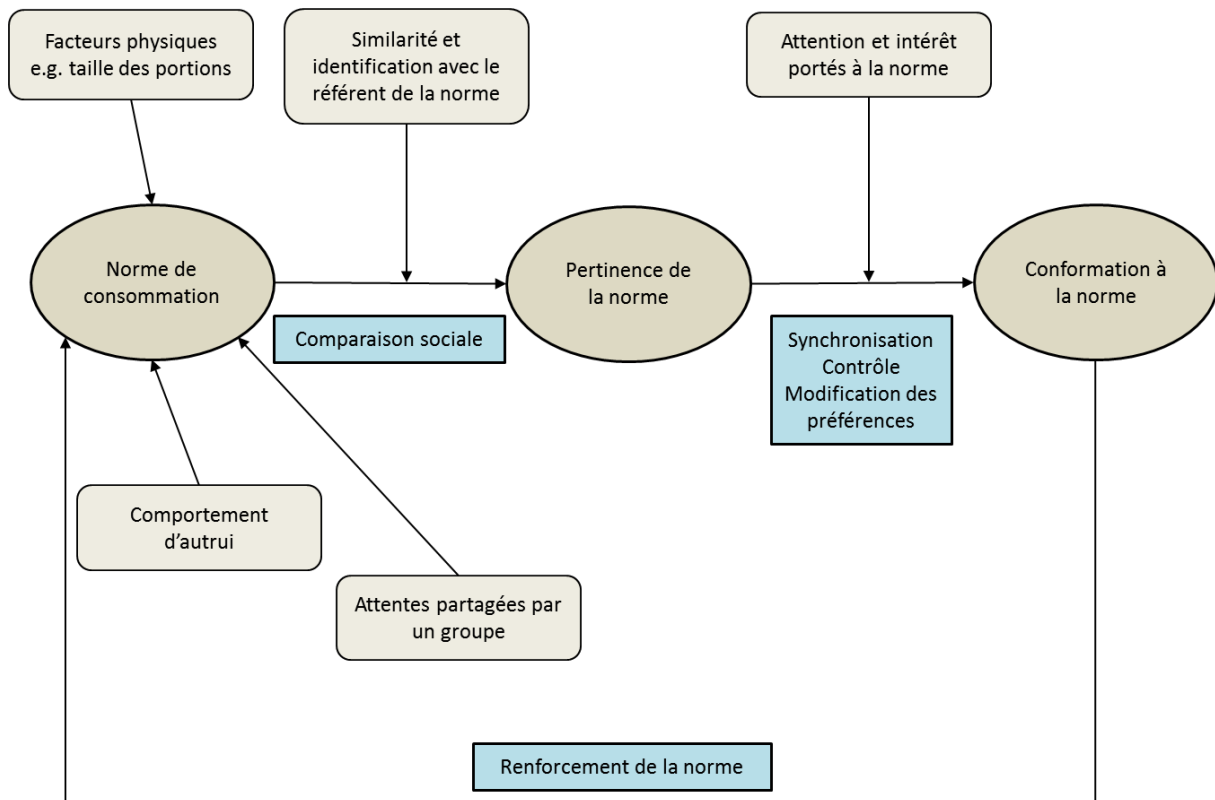 Facteurs physiques
e.g. taille des portions
Similarité et
identification avec le
référent de la norme
Attention et intérêt
portés à la norme
Norme de
consommation
Pertinence de
la norme
Conformation à
la norme
Comparaison sociale
Synchronisation
Contrôle
Modification des
préférences
Comportement
d’autrui
Attentes partagées par
un groupe
Renforcement de la norme